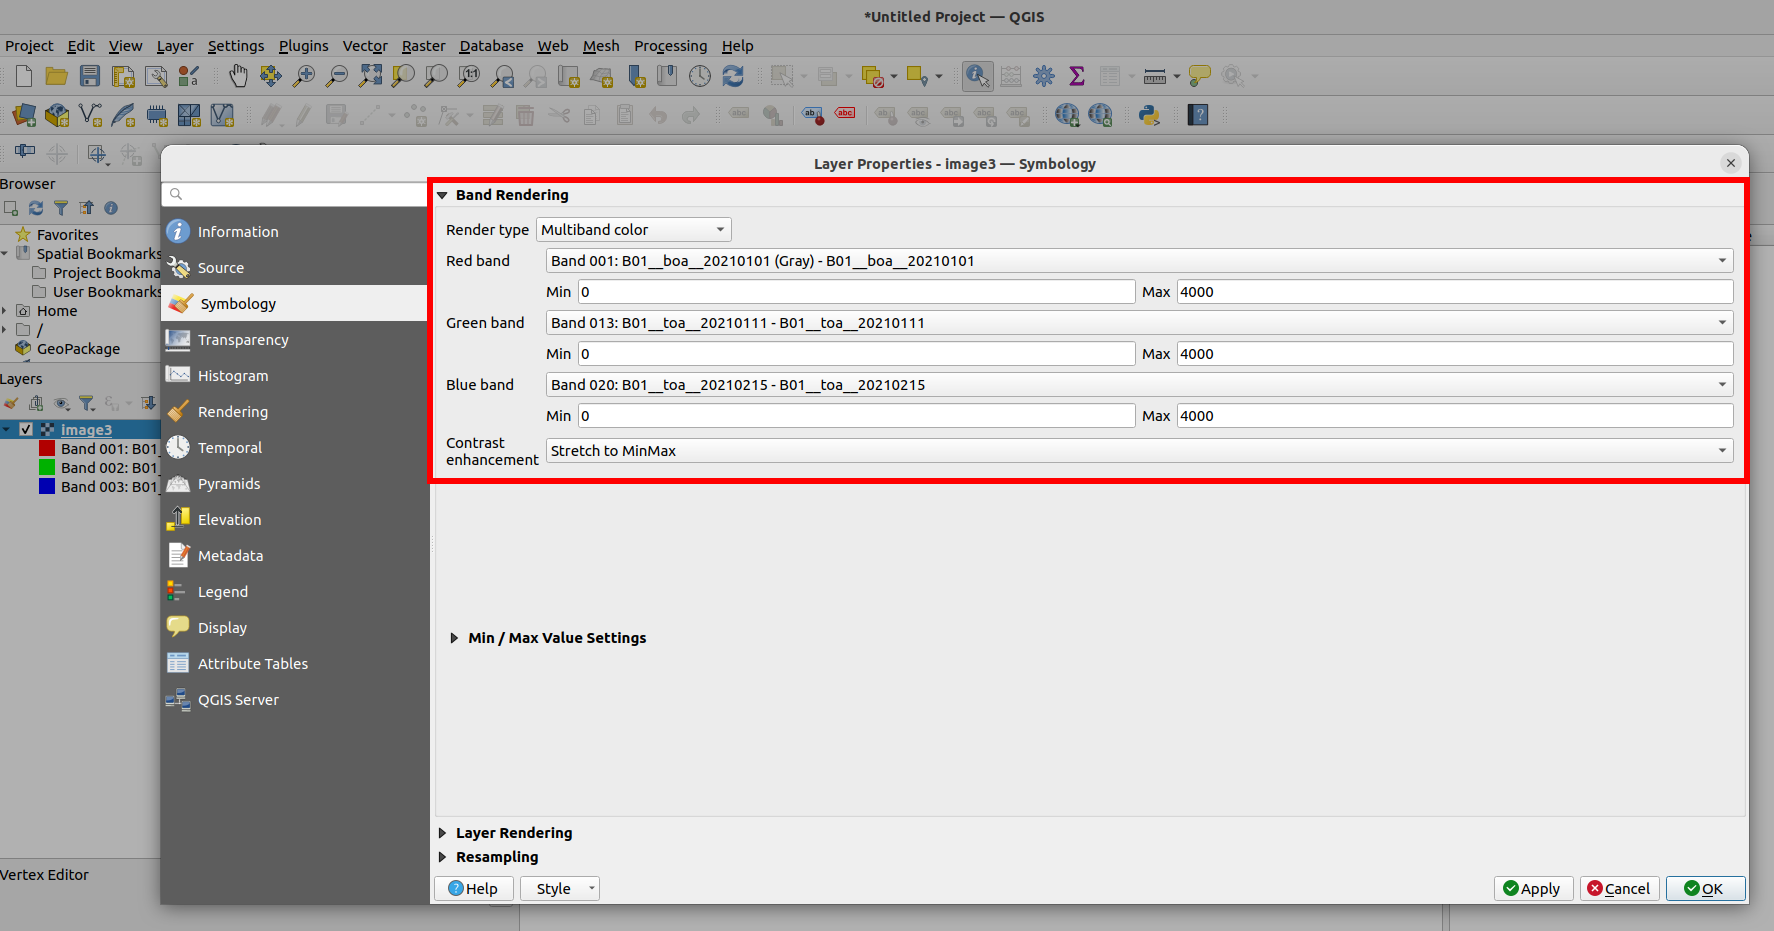 *Untitled Project — QGIS
Project Edit View Layer Settings Plugins Vector Raster Database Web Mesh Processing Help
Layer Properties - image3 — Symbology
Browser
Favorites
Spatial Bookmarks
Project Bookma
User Bookmarks
Home
/
GeoPackage
Layers
image3
Band 001: B01_
Band 002: B01_
Band 003: B01_
Vertex Editor
Information
Source
Symbology
Transparency
Histogram
Rendering
Temporal
Pyramids
Elevation
Metadata
Legend
Display
Attribute Tables
QGIS Server
Band Rendering
Render type Multiband color
Red band Band 001: B01__boa__20210101 (Gray) - B01__boa__20210101
Min 0 Max 4000
Green band Band 013: B01__toa__20210111 - B01__toa__20210111
Min 0 Max 4000
Blue band Band 020: B01__toa__20210215 - B01__toa__20210215
Min 0 Max 4000
Contrast
enhancement Stretch to MinMax
Min / Max Value Settings
Layer Rendering
Resampling
Help Style Apply Cancel OK